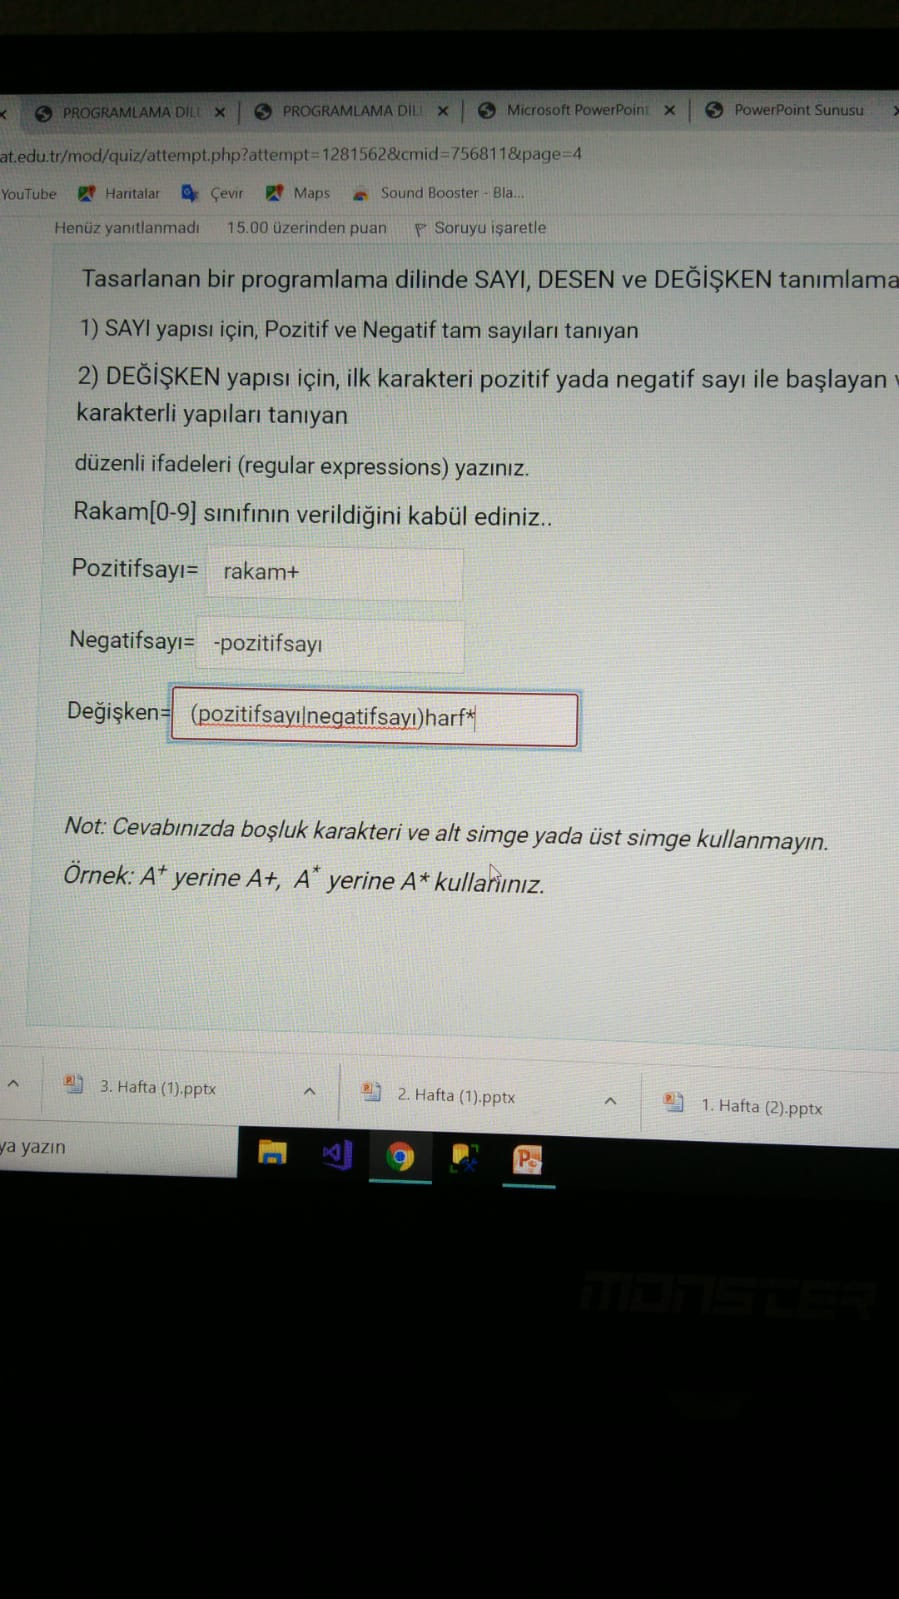 PROGRAMLAMA DİL
PROGRAMLAMA DİL
Microsoft PowerPoint
PowerPoint Sunusu
at.edu.tr/mod/quiz/attempt.php?attempt=1281562&cmid=756811&page=4
YouTube
Haritalar
Çevir
Maps
Sound Booster - Bla...
Henüz yanıtlanmadı
15.00 üzerinden puan
Soruyu işaretle
Tasarlanan bir programlama dilinde SAYI, DESEN ve DEĞİŞKEN tanımlama
1) SAYI yapısı için, Pozitif ve Negatif tam sayıları tanıyan
2) DEĞİŞKEN yapısı için, ilk karakteri pozitif yada negatif sayı ile başlayan
karakterli yapıları tanıyan
düzenli ifadeleri (regular expressions) yazınız.
Rakam[0-9] sınıfının verildiğini kabül ediniz..
Pozitifsayı= rakam+
Negatifsayı= -pozitifsayı
Değişken= (pozitifsayı|negatifsayı)harf*
Not: Cevabınızda boşluk karakteri ve alt simge yada üst simge kullanmayın.
Örnek: A+ yerine A+, A* yerine A* kullanınız.
3. Hafta (1).pptx
2. Hafta (1).pptx
1. Hafta (2).pptx
ya yazın
MONSTER